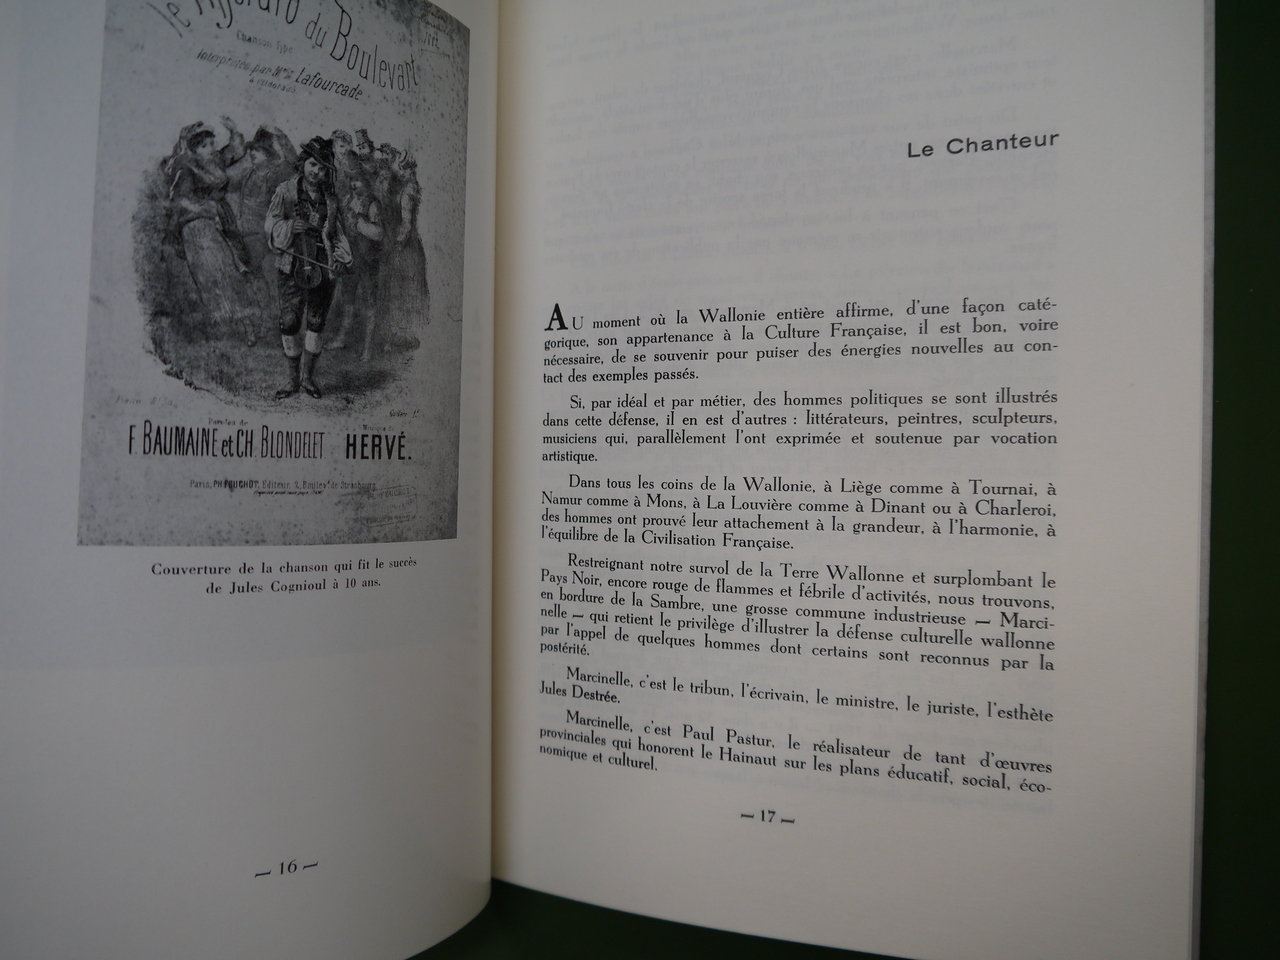 du Boulevart
Chanson Type
Interprétée par Mme Lafourcade
F. BAUMAINE et CH. BLONDELET
Paroles de
Musique de
HERVÉ.
Paris, PH. FEUCHOT, Editeur, 2, Boulevt de Strasbourg
Couverture de la chanson qui fit le succès
de Jules Cognioul à 10 ans.
— 16 —
Le Chanteur
AU moment où la Wallonie entière affirme, d'une façon caté-
gorique, son appartenance à la Culture Française, il est bon, voire
nécessaire, de se souvenir pour puiser des énergies nouvelles au con-
tact des exemples passés.
Si, par idéal et par métier, des hommes politiques se sont illustrés
dans cette défense, il en est d'autres : littérateurs, peintres, sculpteurs,
musiciens qui, parallèlement l'ont exprimée et soutenue par vocation
artistique.
Dans tous les coins de la Wallonie, à Liège comme à Tournai, à
Namur comme à Mons, à La Louvière comme à Dinant ou à Charleroi,
des hommes ont prouvé leur attachement à la grandeur, à l'harmonie, à
l'équilibre de la Civilisation Française.
Restreignant notre survol de la Terre Wallonne et surplombant le
Pays Noir, encore rouge de flammes et fébrile d'activités, nous trouvons,
en bordure de la Sambre, une grosse commune industrieuse — Marci-
nelle — qui retient le privilège d'illustrer la défense culturelle wallonne
par l'appel de quelques hommes dont certains sont reconnus par la
postérité.
Marcinelle, c'est le tribun, l'écrivain, le ministre, le juriste, l'esthète
Jules Destrée.
Marcinelle, c'est Paul Pastur, le réalisateur de tant d'œuvres
provinciales qui honorent le Hainaut sur les plans éducatif, social, éco-
nomique et culturel.
— 17 —